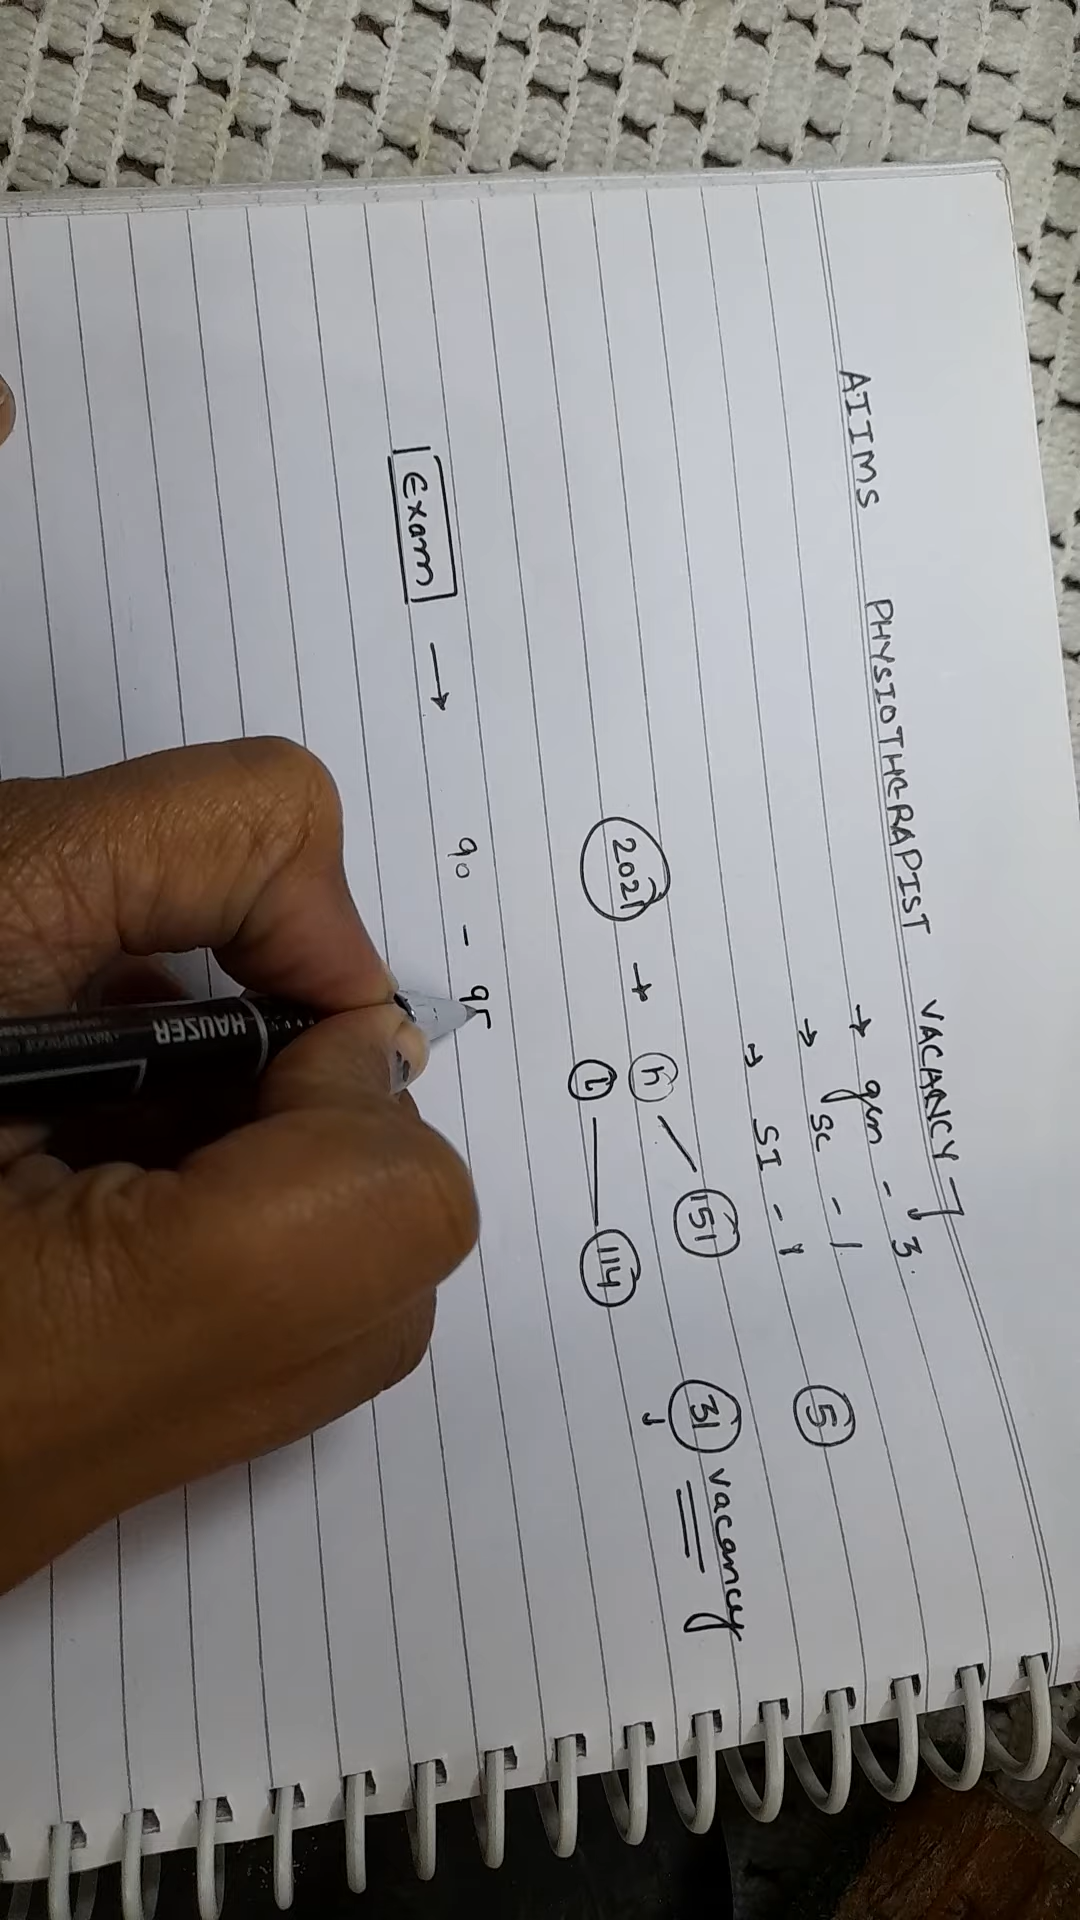 AIIMS PHYSIOTHERAPIST VACANCY
→ gen - 3.
→ SC - 1
→ ST - 1
5
2021 → h - 151
31 vacancy
l — 114
Exam → 90 - 95
HAUSER